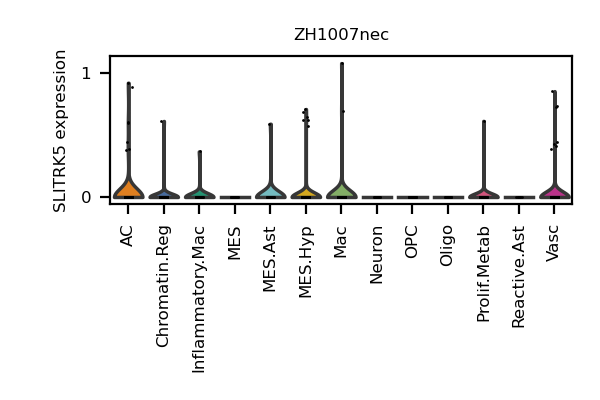 ZH1007nec
SLITRK5 expression
1
0
AC
Chromatin.Reg
Inflammatory.Mac
MES
MES.Ast
MES.Hyp
Mac
Neuron
OPC
Oligo
Prolif.Metab
Reactive.Ast
Vasc